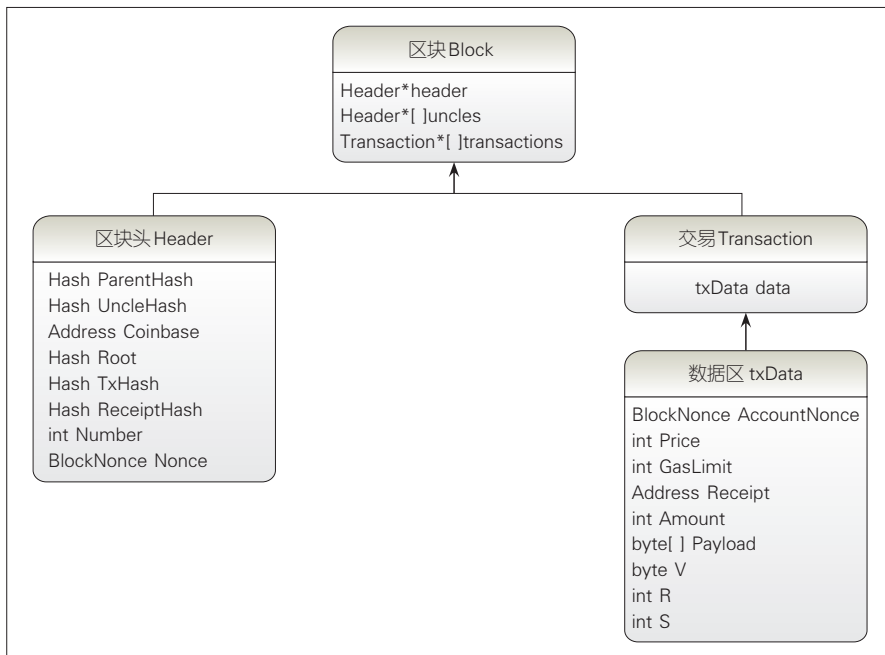 区块Block
Header*header
Header*[ ]uncles
Transaction*[ ]transactions
区块头Header
Hash ParentHash
Hash UncleHash
Address Coinbase
Hash Root
Hash TxHash
Hash ReceiptHash
int Number
BlockNonce Nonce
交易Transaction
txData data
数据区 txData
BlockNonce AccountNonce
int Price
int GasLimit
Address Receipt
int Amount
byte[ ] Payload
byte V
int R
int S